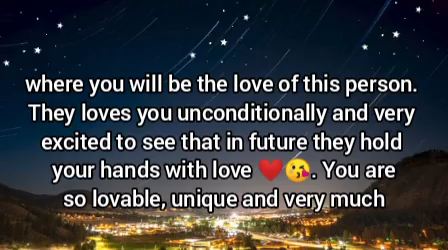 where you will be the love of this person.
They loves you unconditionally and very
excited to see that in future they hold
your hands with love ❤️😘. You are
so lovable, unique and very much